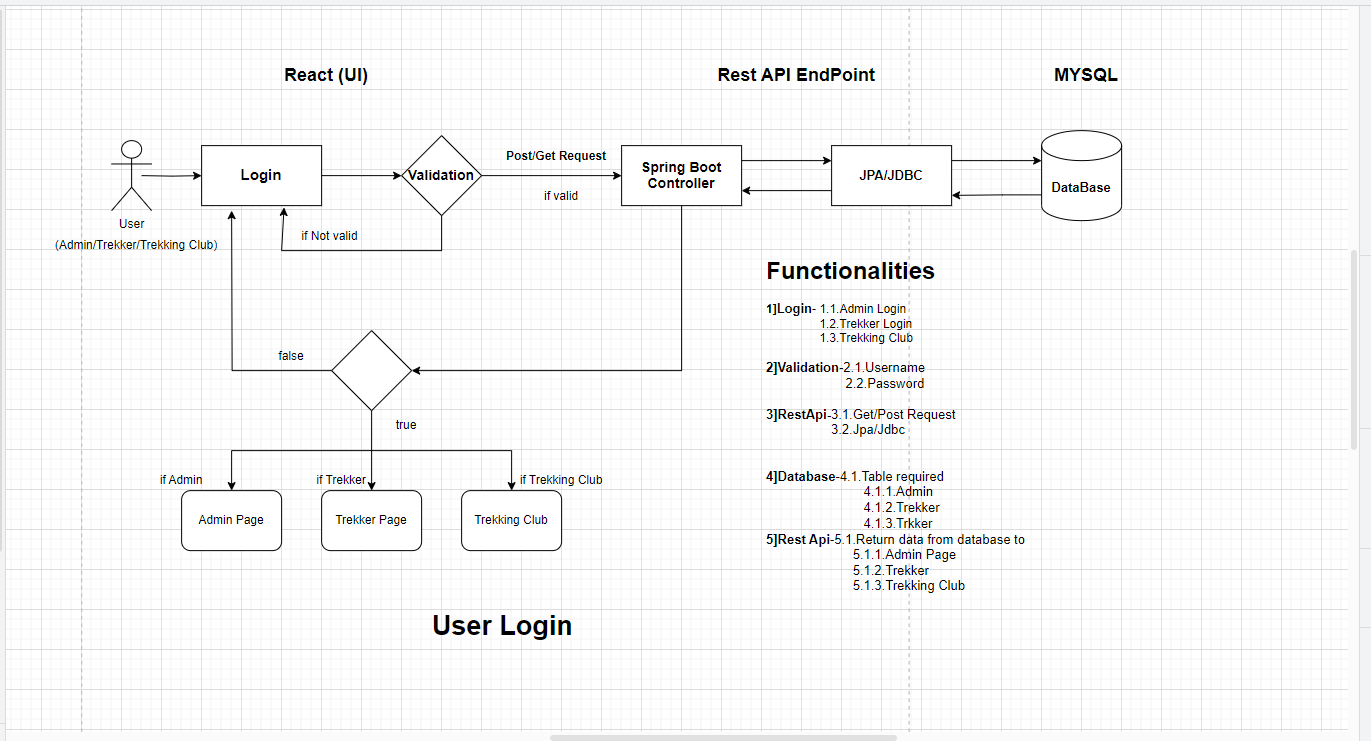 React (UI)
Rest API EndPoint
MYSQL
User
(Admin/Trekker/Trekking Club)
Login
Validation
if Not valid
Post/Get Request
if valid
Spring Boot
Controller
JPA/JDBC
DataBase
false
true
if Admin
if Trekker
if Trekking Club
Admin Page
Trekker Page
Trekking Club
Functionalities
1]Login- 1.1.Admin Login
1.2.Trekker Login
1.3.Trekking Club
2]Validation-2.1.Username
2.2.Password
3]RestApi-3.1.Get/Post Request
3.2.Jpa/Jdbc
4]Database-4.1.Table required
4.1.1.Admin
4.1.2.Trekker
4.1.3.Trkker
5]Rest Api-5.1.Return data from database to
5.1.1.Admin Page
5.1.2.Trekker
5.1.3.Trekking Club
User Login